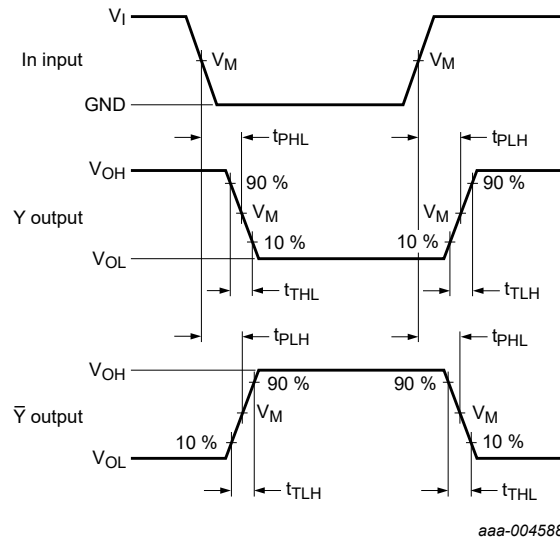 V_I
In input
V_M
V_M
GND
t_PHL
t_PLH
V_OH
90 %
90 %
Y output
V_M
V_M
10 %
10 %
V_OL
t_THL
t_TLH
t_PLH
t_PHL
V_OH
90 %
90 %
Y̅ output
V_M
V_M
10 %
10 %
V_OL
t_TLH
t_THL
aaa-004588